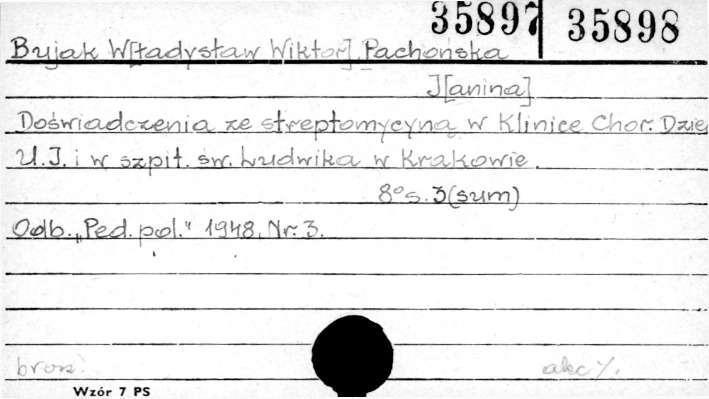 35897 35898
Bujak W[ładysław Wiktor]. Pachońska
J[anina]
Doświadczenia ze streptomycyną w Klinice Chor. Dzie
U.J. i w szpit. św. Ludwika w Krakowie.
8° s. 3 (sum)
Odb. „Ped. pol." 1948, Nr. 3.
brosz. akc %.
Wzór 7 PS